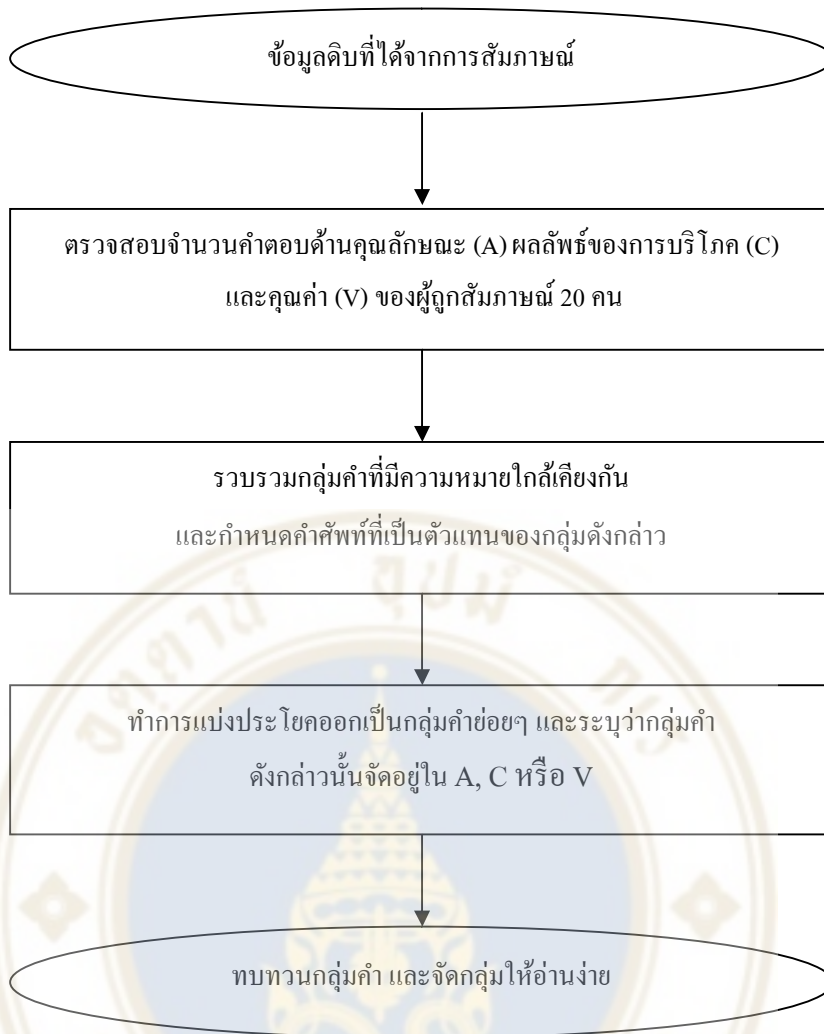 ข้อมูลดิบที่ได้จากการสัมภาษณ์
ตรวจสอบจำนวนคำตอบด้านคุณลักษณะ (A) ผลลัพธ์ของการบริโภค (C)
และคุณค่า (V) ของผู้ถูกสัมภาษณ์ 20 คน
รวบรวมกลุ่มคำที่มีความหมายใกล้เคียงกัน
และกำหนดคำศัพท์ที่เป็นตัวแทนของกลุ่มดังกล่าว
อตฺตานํ อุปมํ กเร
ทำการแบ่งประโยคออกเป็นกลุ่มคำย่อยๆ และระบุว่ากลุ่มคำ
ดังกล่าวนั้นจัดอยู่ใน A, C หรือ V
ทบทวนกลุ่มคำ และจัดกลุ่มให้อ่านง่าย